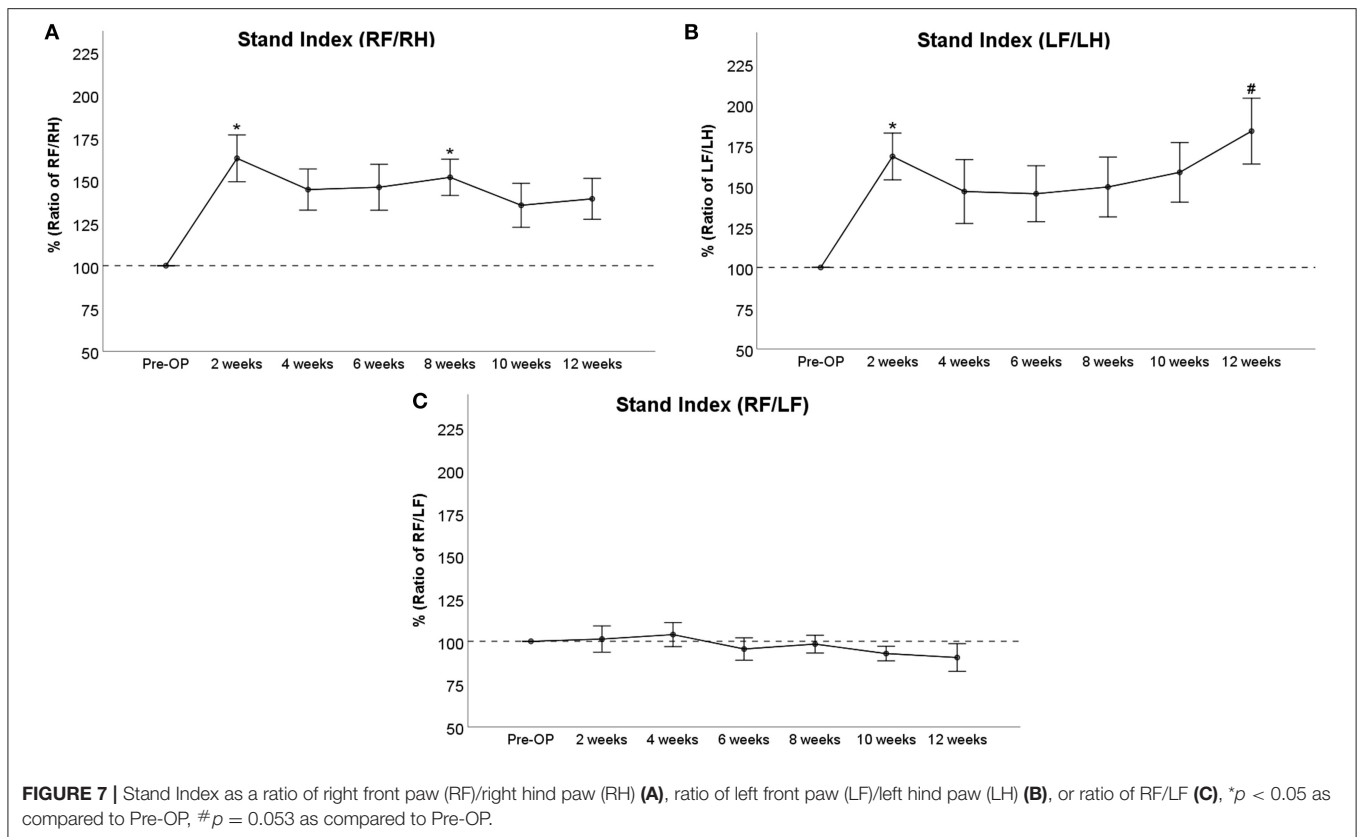 A
Stand Index (RF/RH)
% (Ratio of RF/RH)
225
200
175
150
125
100
75
50
*
*
Pre-OP 2 weeks 4 weeks 6 weeks 8 weeks 10 weeks 12 weeks
B
Stand Index (LF/LH)
% (Ratio of LF/LH)
225
200
175
150
125
100
75
50
*
#
Pre-OP 2 weeks 4 weeks 6 weeks 8 weeks 10 weeks 12 weeks
C
Stand Index (RF/LF)
% (Ratio of RF/LF)
225
200
175
150
125
100
75
50
Pre-OP 2 weeks 4 weeks 6 weeks 8 weeks 10 weeks 12 weeks
FIGURE 7 | Stand Index as a ratio of right front paw (RF)/right hind paw (RH) (A), ratio of left front paw (LF)/left hind paw (LH) (B), or ratio of RF/LF (C), *p < 0.05 as
compared to Pre-OP, #p = 0.053 as compared to Pre-OP.